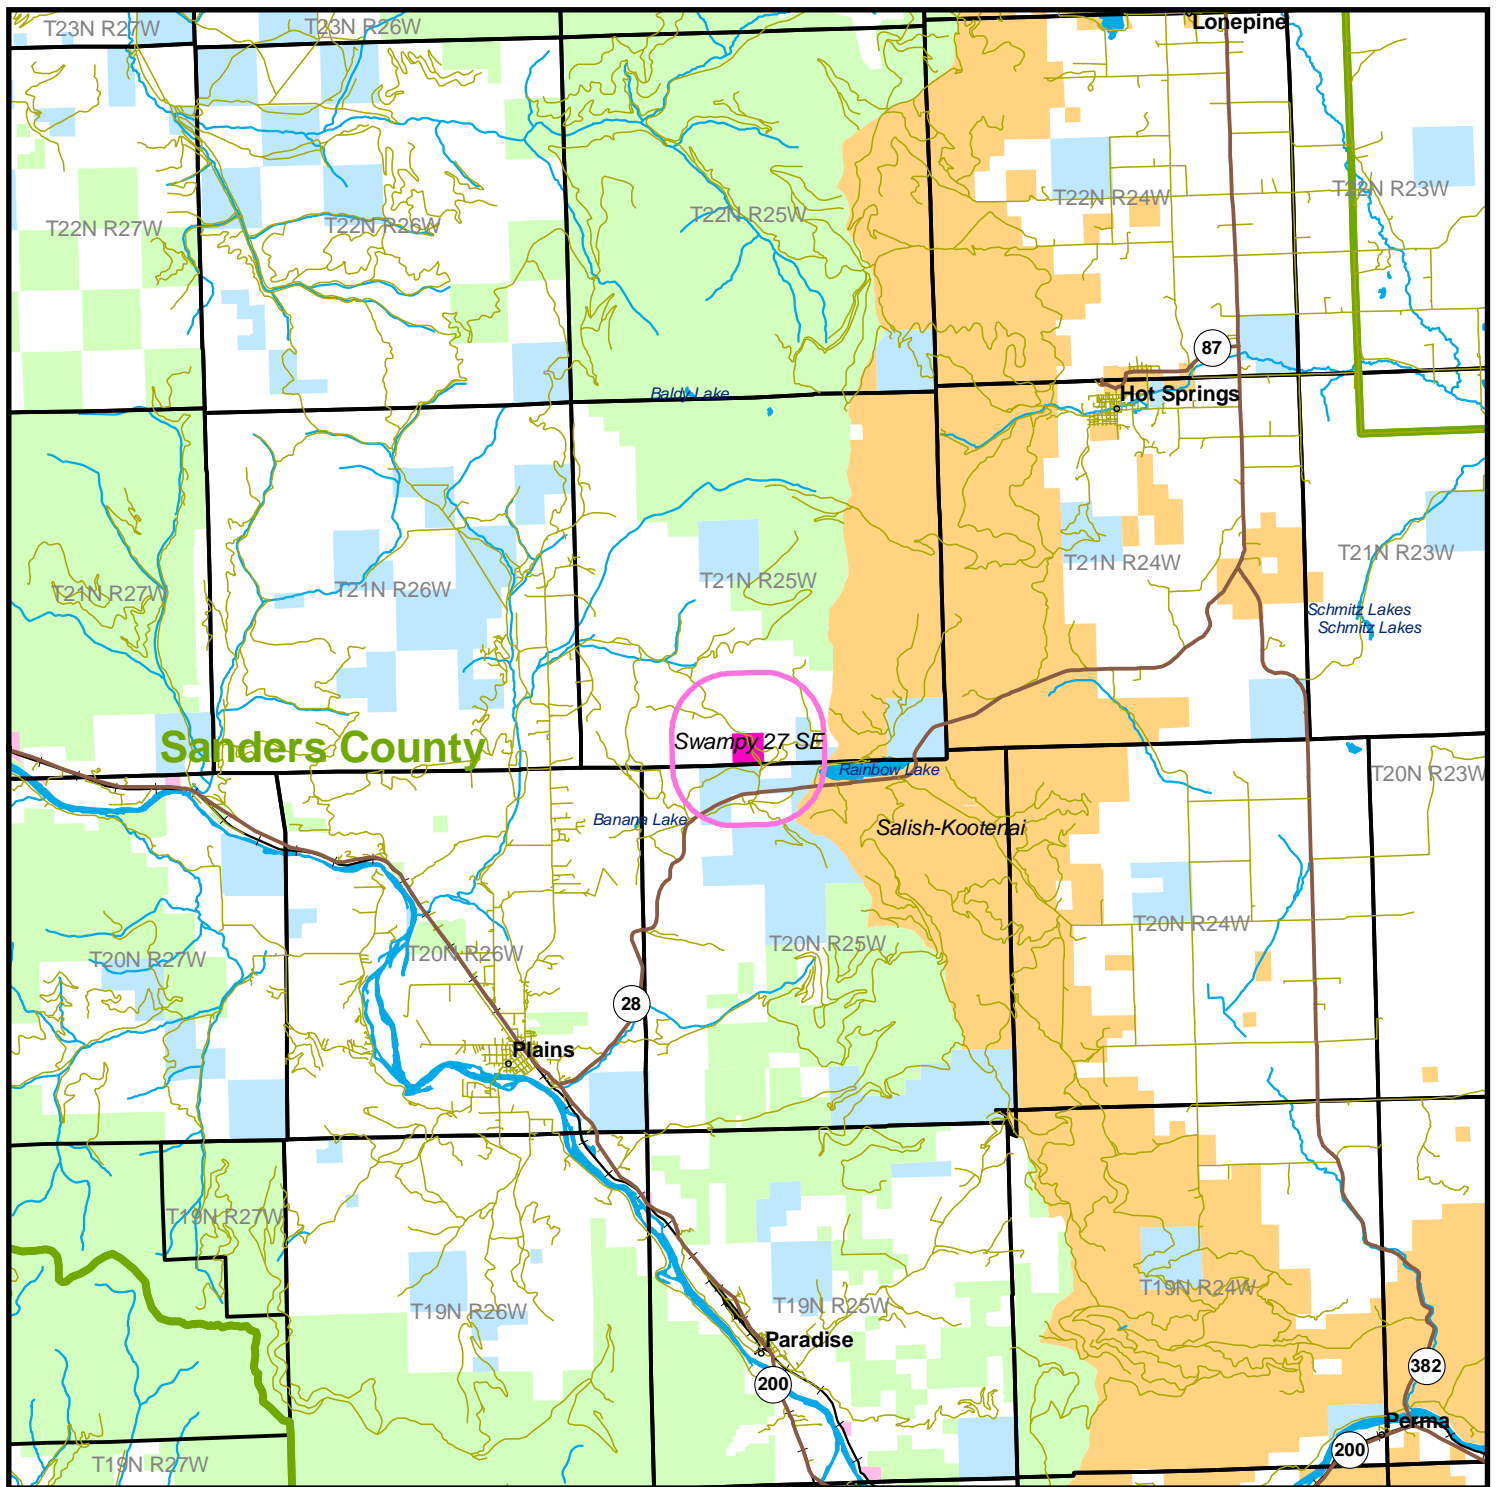 T23N R27W
T23N R26W
Lonepine
T22N R27W
T22N R26W
T22N R25W
T22N R24W
T22N R23W
87
Baldy Lake
Hot Springs
T21N R27W
T21N R26W
T21N R25W
T21N R24W
T21N R23W
Schmitz Lakes
Schmitz Lakes
Sanders County
Swampy 27 SE
Rainbow Lake
T20N R23W
Banana Lake
Salish-Kootenai
T20N R27W
T20N R26W
T20N R25W
T20N R24W
28
Plains
T19N R27W
T19N R26W
T19N R25W
T19N R24W
Paradise
200
382
Perma
200
T19N R27W